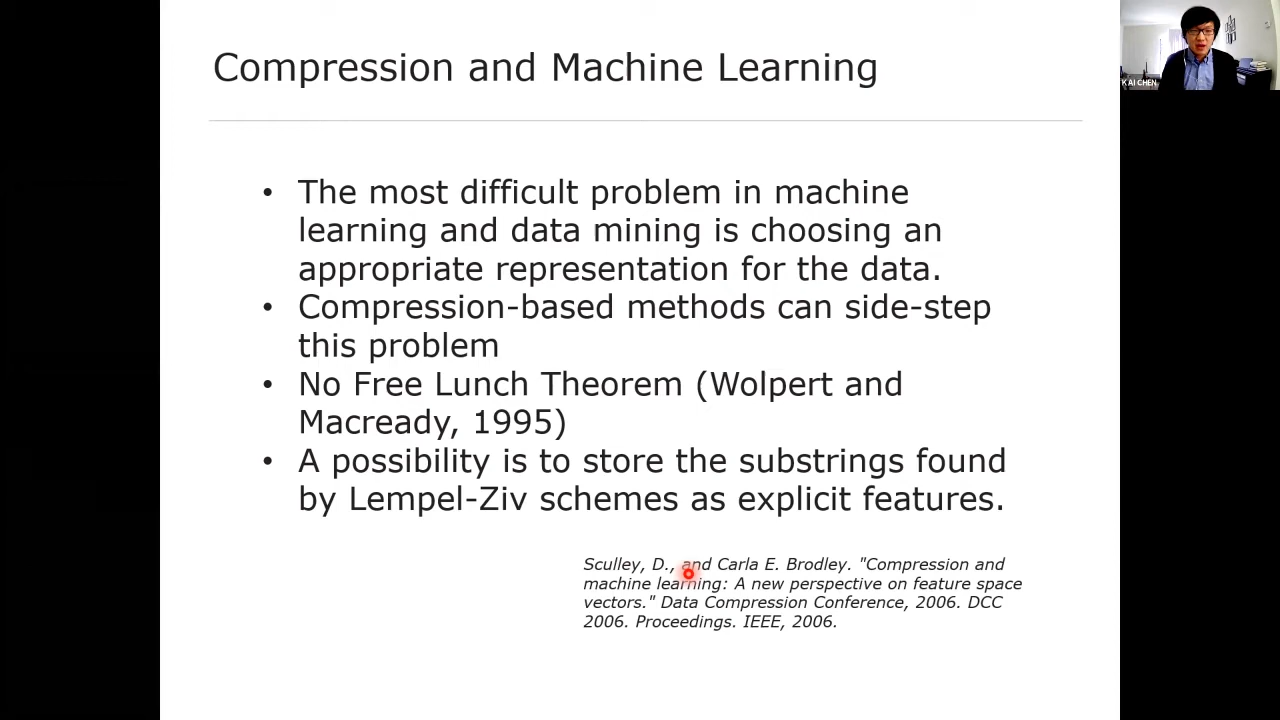 Compression and Machine Learning
KAI CHEN
• The most difficult problem in machine
learning and data mining is choosing an
appropriate representation for the data.
• Compression-based methods can side-step
this problem
• No Free Lunch Theorem (Wolpert and
Macready, 1995)
• A possibility is to store the substrings found
by Lempel-Ziv schemes as explicit features.
Sculley, D., and Carla E. Brodley. "Compression and
machine learning: A new perspective on feature space
vectors." Data Compression Conference, 2006. DCC
2006. Proceedings. IEEE, 2006.